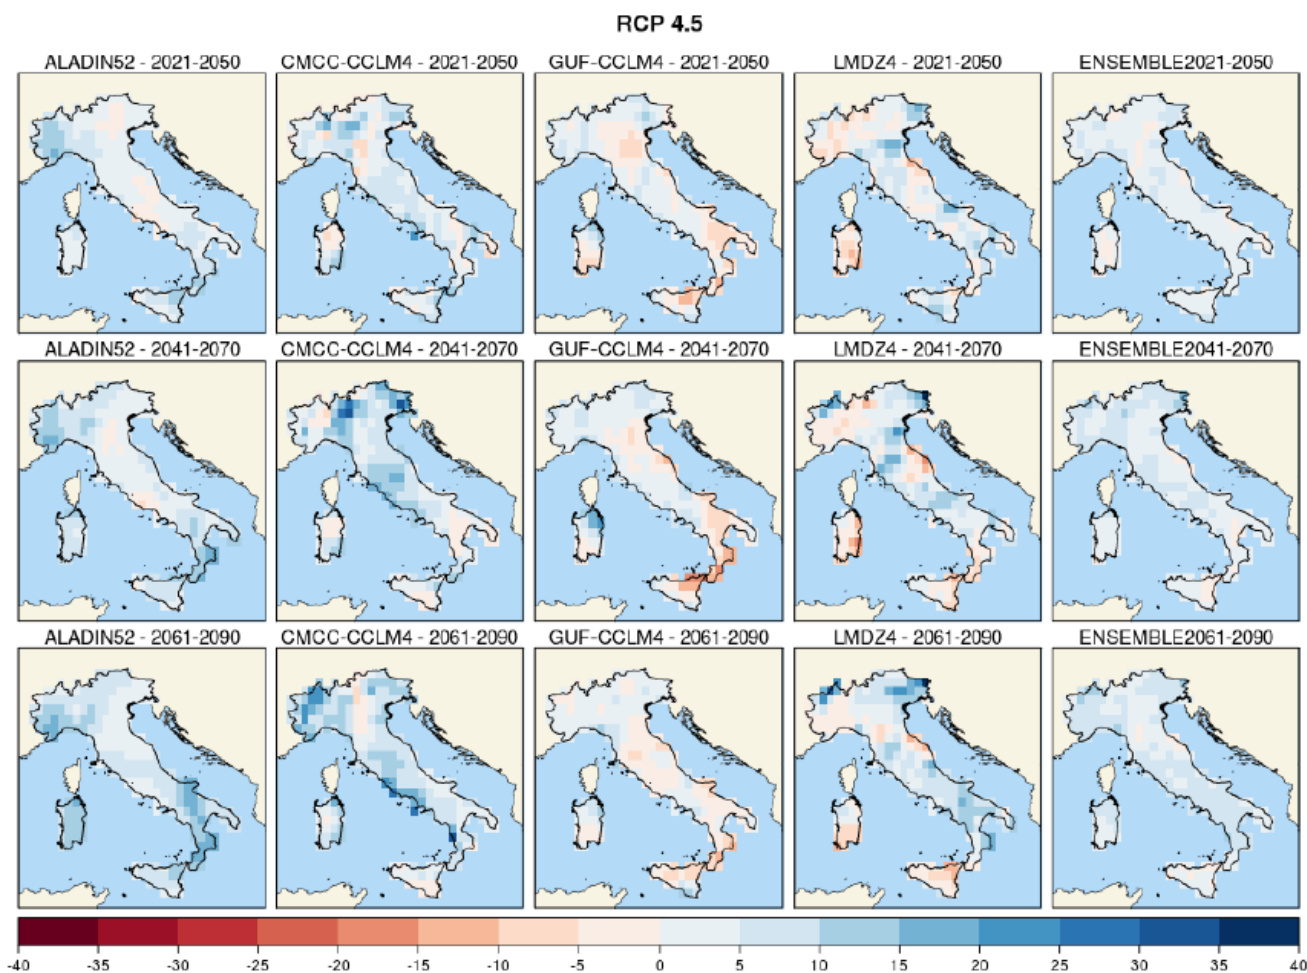 RCP 4.5
ALADIN52 - 2021-2050 CMCC-CCLM4 - 2021-2050 GUF-CCLM4 - 2021-2050 LMDZ4 - 2021-2050 ENSEMBLE2021-2050
ALADIN52 - 2041-2070 CMCC-CCLM4 - 2041-2070 GUF-CCLM4 - 2041-2070 LMDZ4 - 2041-2070 ENSEMBLE2041-2070
ALADIN52 - 2061-2090 CMCC-CCLM4 - 2061-2090 GUF-CCLM4 - 2061-2090 LMDZ4 - 2061-2090 ENSEMBLE2061-2090
-40 -35 -30 -25 -20 -15 -10 -5 0 5 10 15 20 25 30 35 40